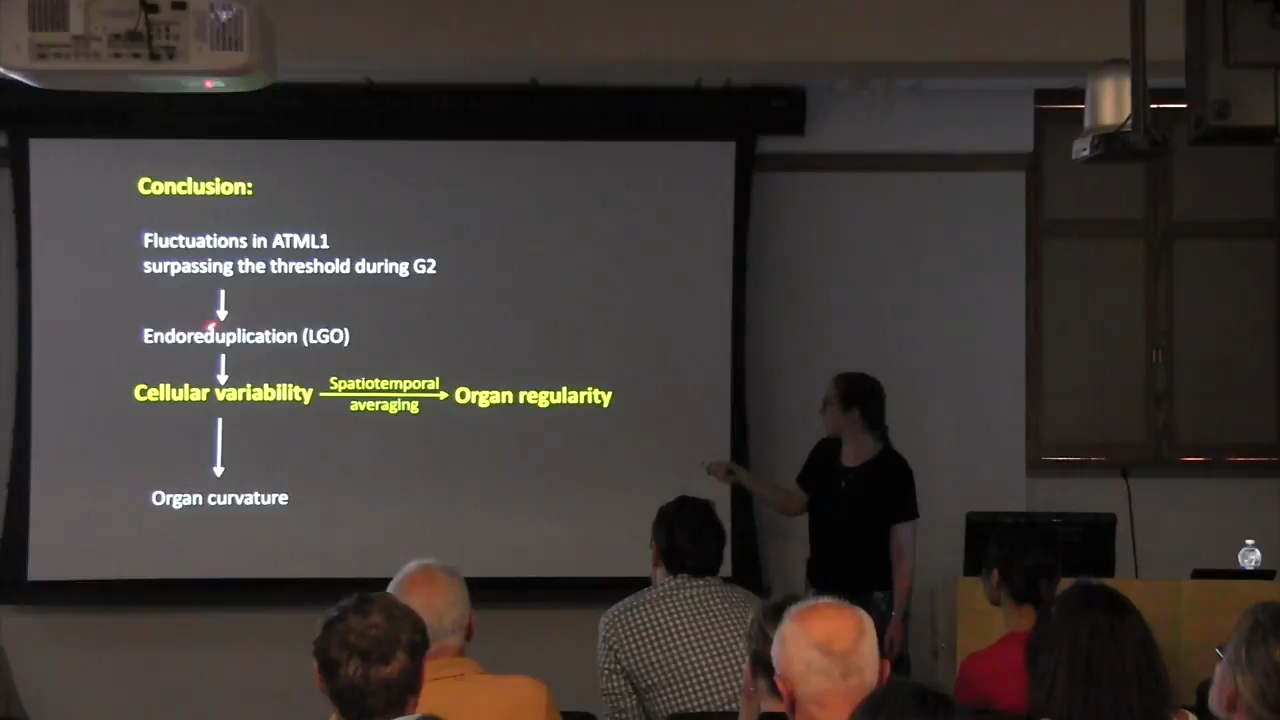 Conclusion:
Fluctuations in ATML1
surpassing the threshold during G2
Endoreduplication (LGO)
Cellular variability
Spatiotemporal
averaging
Organ regularity
Organ curvature